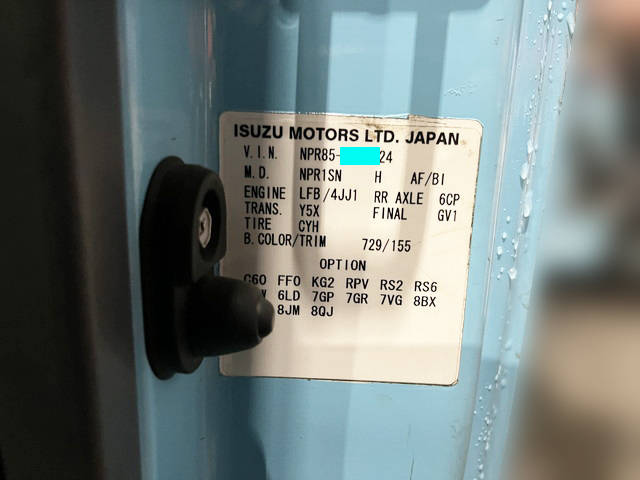 ISUZU MOTORS LTD. JAPAN
V.I.N. NPR85- 24
M.D. NPR1SN H AF/BI
ENGINE LFB/4JJ1 RR AXLE 6CP
TRANS. Y5X FINAL GV1
TIRE CYH
B.COLOR/TRIM 729/155
OPTION
C60 FF0 KG2 RPV RS2 RS6
6LD 7GP 7GR 7VG 8BX
8JM 8QJ